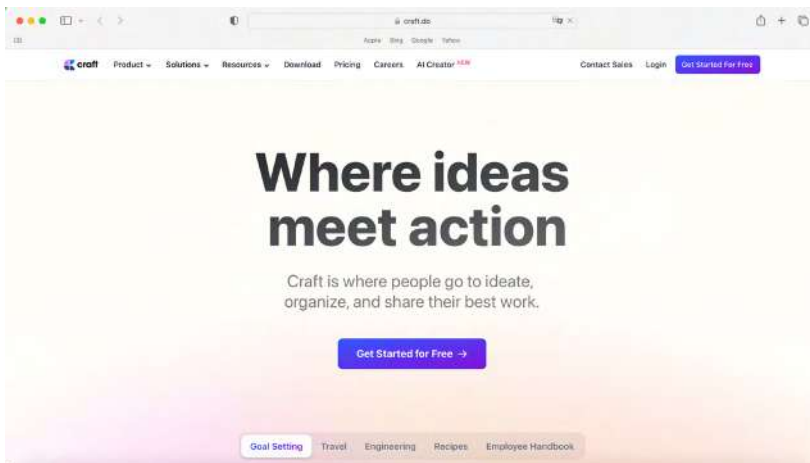 craft.do
Apple Bing Google Yahoo
craft Product Solutions Resources Download Pricing Careers AI Creator NEW Contact Sales Login Get Started For Free
Where ideas
meet action
Craft is where people go to ideate,
organize, and share their best work.
Get Started for Free →
Goal Setting Travel Engineering Recipes Employee Handbook